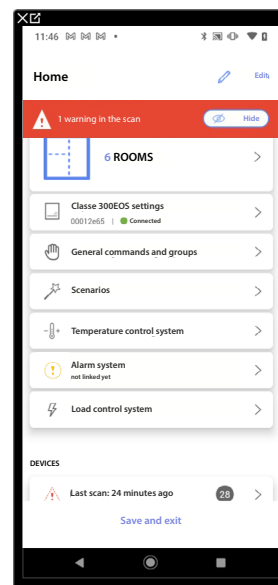 11:46
Home
Edit
1 warning in the scan
Hide
6 ROOMS
Classe 300EOS settings
00012e65 | Connected
General commands and groups
Scenarios
Temperature control system
Alarm system
not linked yet
Load control system
DEVICES
Last scan: 24 minutes ago
28
Save and exit